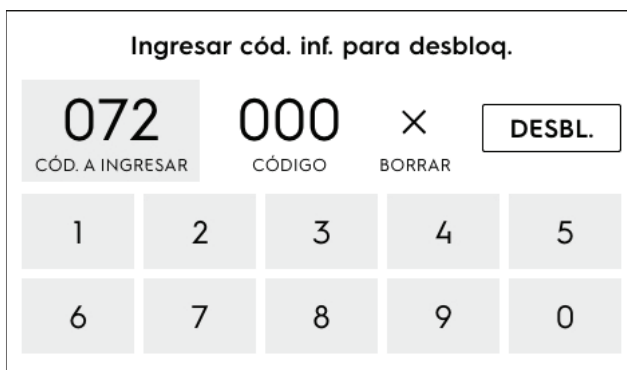 Ingresar cód. inf. para desbloq.
072 000 × DESBL.
CÓD. A INGRESAR CÓDIGO BORRAR
1 2 3 4 5
6 7 8 9 0